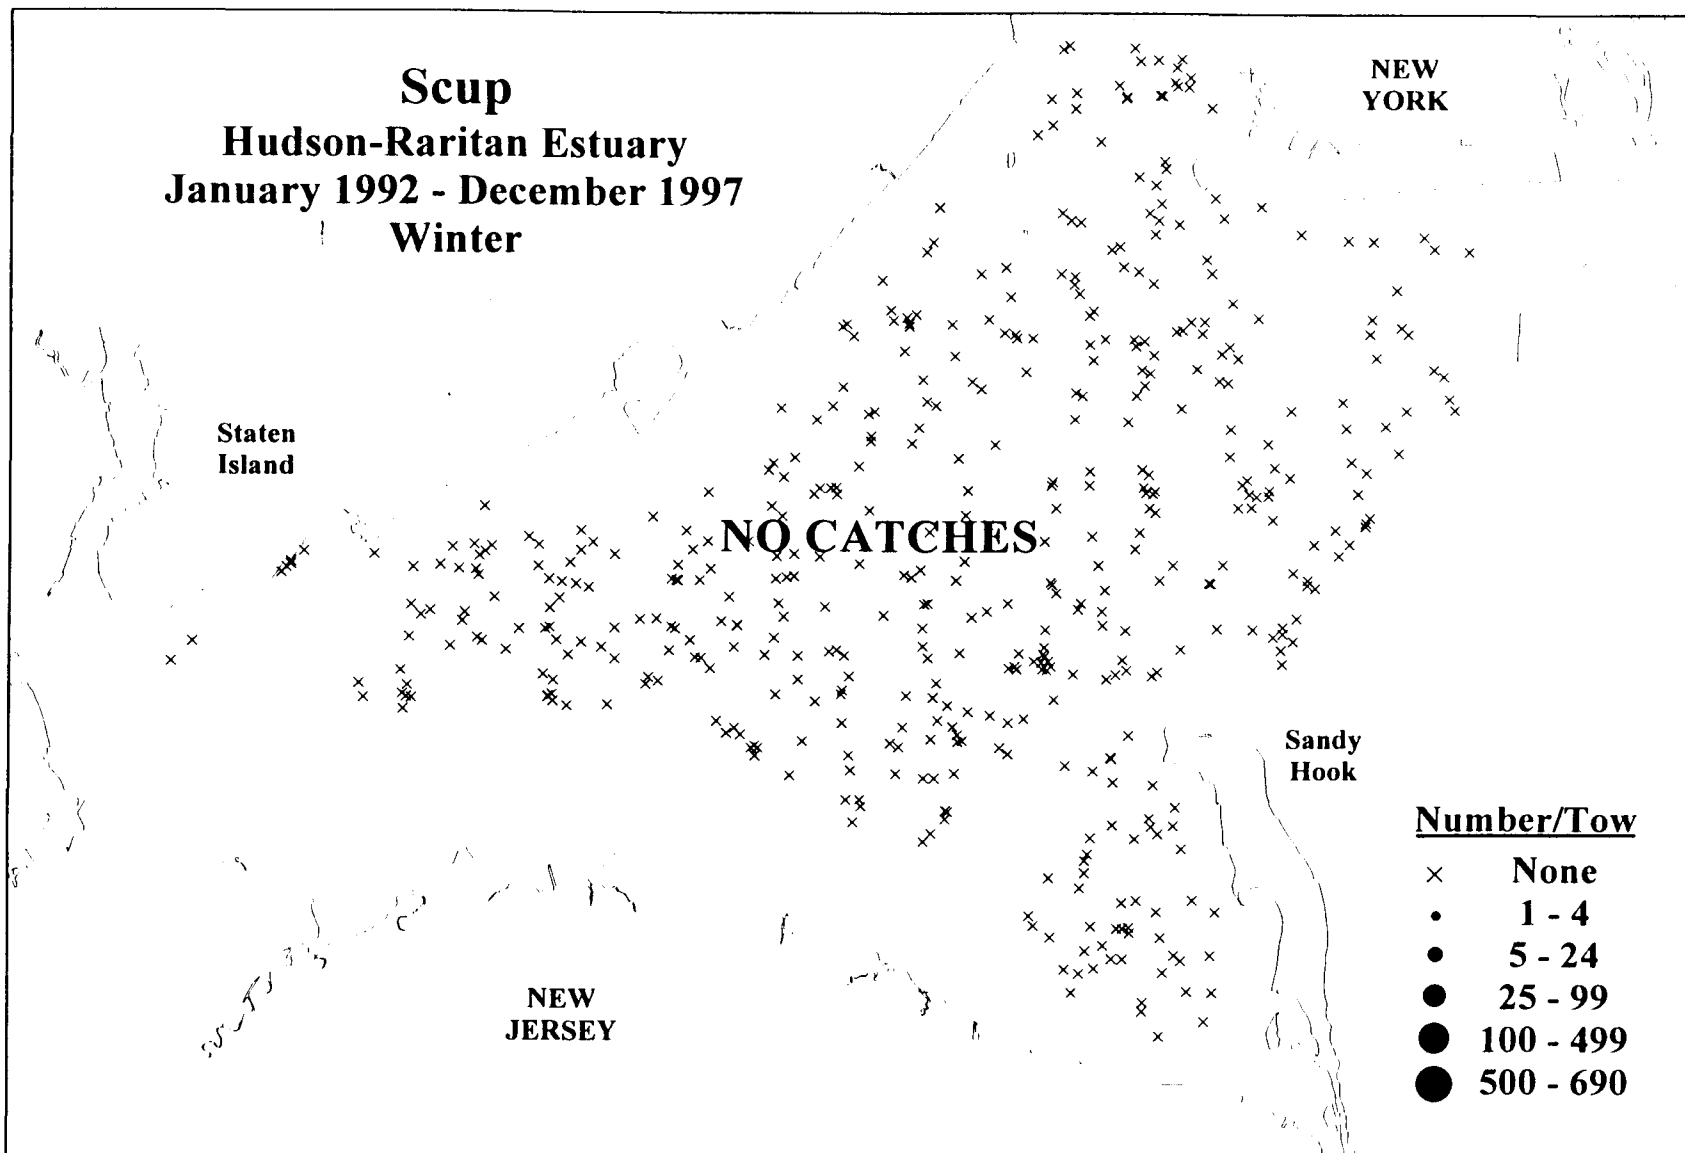 Scup
Hudson-Raritan Estuary
January 1992 - December 1997
Winter
NEW
YORK
Staten
Island
NO CATCHES
Sandy
Hook
NEW
JERSEY
Number/Tow
None
1 - 4
5 - 24
25 - 99
100 - 499
500 - 690